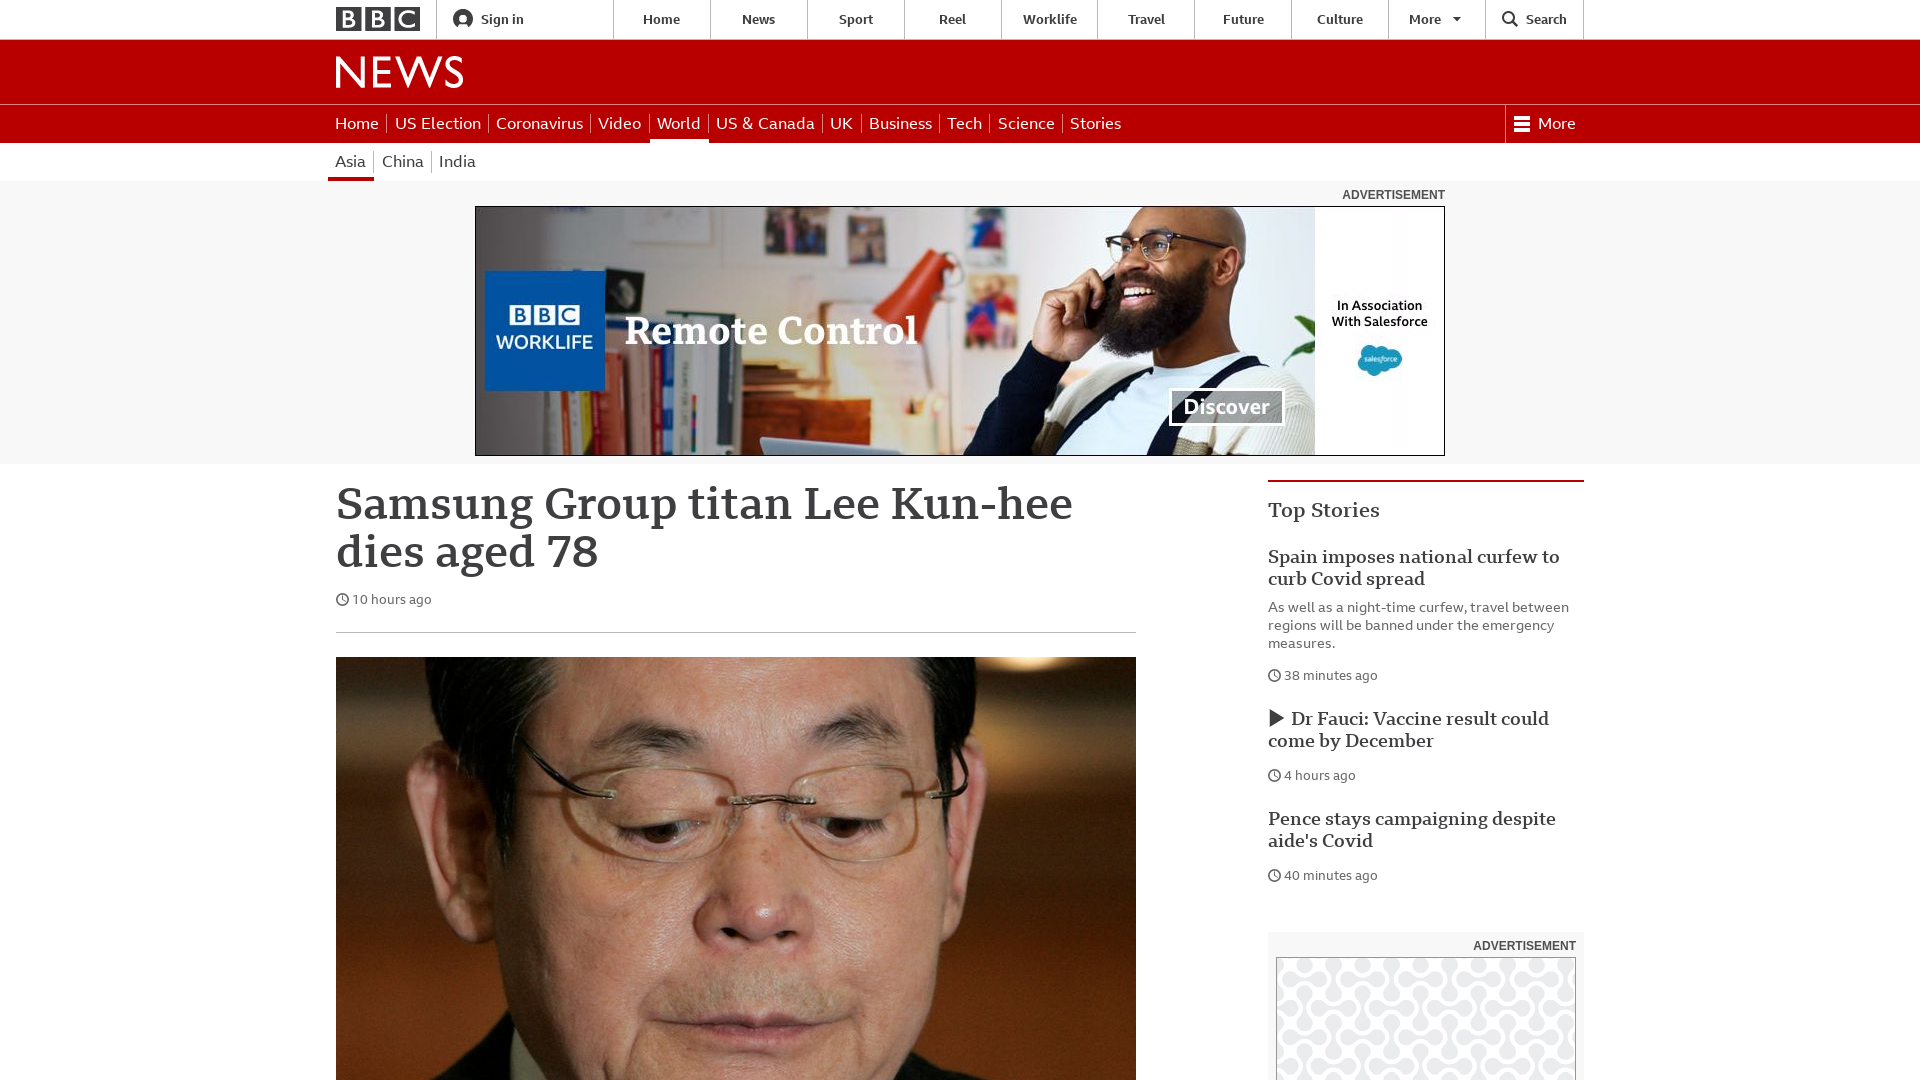 BBC
Sign in
Home
News
Sport
Reel
Worklife
Travel
Future
Culture
More
Search
NEWS
Home
US Election
Coronavirus
Video
World
US & Canada
UK
Business
Tech
Science
Stories
More
Asia
China
India
ADVERTISEMENT
BBC
WORKLIFE
Remote Control
Discover
In Association
With Salesforce
salesforce
Samsung Group titan Lee Kun-hee
dies aged 78
10 hours ago
Top Stories
Spain imposes national curfew to
curb Covid spread
As well as a night-time curfew, travel between
regions will be banned under the emergency
measures.
38 minutes ago
Dr Fauci: Vaccine result could
come by December
4 hours ago
Pence stays campaigning despite
aide's Covid
40 minutes ago
ADVERTISEMENT